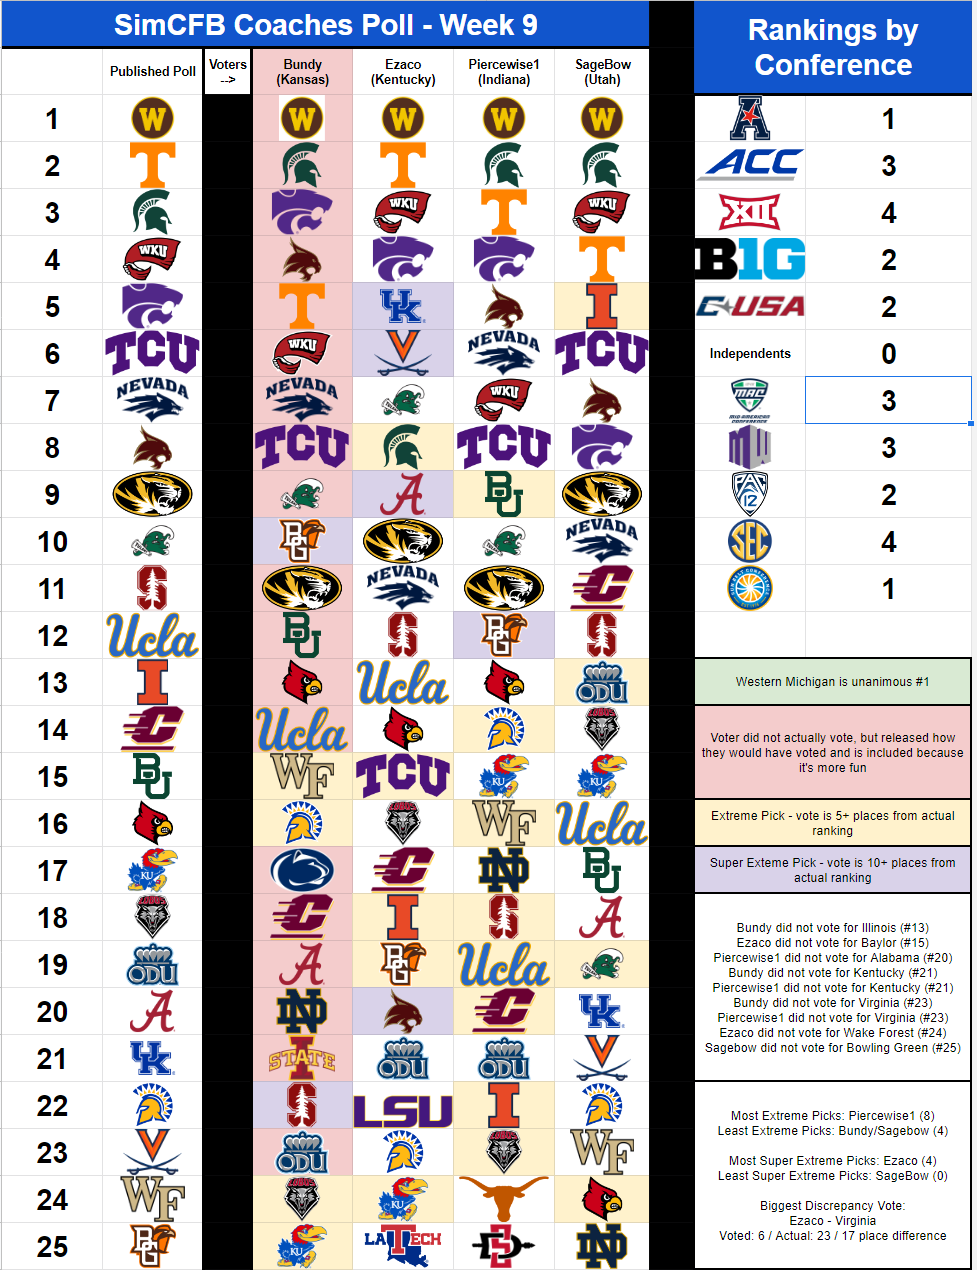 SimCFB Coaches Poll - Week 9
Rankings by
Conference
Published Poll
Voters
-->
Bundy
(Kansas)
Ezaco
(Kentucky)
Piercewise1
(Indiana)
SageBow
(Utah)
1 W W W W W
2 T T
3 WKU T WKU
4 WKU T
5 T UK I
6 TCU WKU V NEVADA TCU
7 NEVADA NEVADA WKU
8 TCU TCU
9 A BU
10 BG NEVADA
11 S NEVADA C
12 Ucla BU S BG S
13 I Ucla ODU
14 C Ucla
15 BU WF TCU KU KU
16 WF Ucla
17 KU C ND BU
18 C I S A
19 ODU A BG Ucla
20 A ND C UK
21 UK I STATE ODU ODU V
22 S LSU I
23 V ODU WF
24 WF KU
25 BG KU LA TECH SD ND
A 1
ACC 3
XII 4
B1G 2
C USA 2
Independents 0
MAC
MID-AMERICAN
CONFERENCE
3
MW 3
PAC
12
2
SEC 4
SUN BELT CONFERENCE 1
Western Michigan is unanimous #1
Voter did not actually vote, but released how
they would have voted and is included because
it's more fun
Extreme Pick - vote is 5+ places from actual
ranking
Super Exteme Pick - vote is 10+ places from
actual ranking
Bundy did not vote for Illinois (#13)
Ezaco did not vote for Baylor (#15)
Piercewise1 did not vote for Alabama (#20)
Bundy did not vote for Kentucky (#21)
Piercewise1 did not vote for Kentucky (#21)
Bundy did not vote for Virginia (#23)
Piercewise1 did not vote for Virginia (#23)
Ezaco did not vote for Wake Forest (#24)
Sagebow did not vote for Bowling Green (#25)
Most Extreme Picks: Piercewise1 (8)
Least Extreme Picks: Bundy/Sagebow (4)
Most Super Extreme Picks: Ezaco (4)
Least Super Extreme Picks: SageBow (0)
Biggest Discrepancy Vote:
Ezaco - Virginia
Voted: 6 / Actual: 23 / 17 place difference